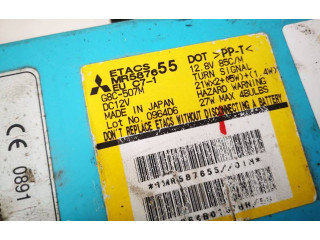 ETACS
MR587655
EU C7-1
G8C-507M
DC12V
MADE IN JAPAN
Lot No. 0964D6
DOT >PP-T<
12.8V 85C/M
TURN SIGNAL
21Wx2+(5W)+(1.4W)
HAZARD WARNING
27W MAX 4BULBS
DON'T REPLACE ETACS WITHOUT DISCONNECTING A BATTERY
*MR587655//01N*
CE 0891